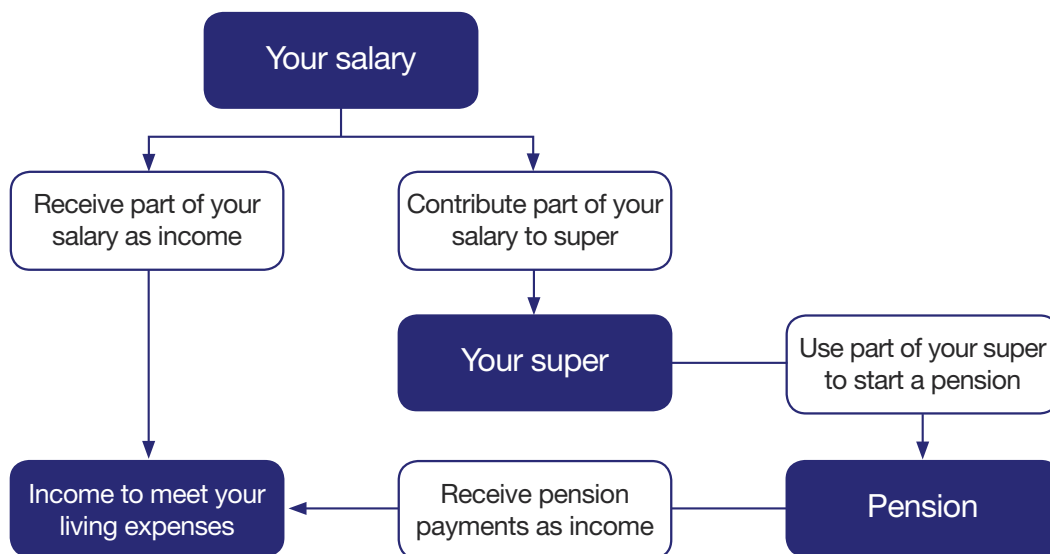 Your salary
Receive part of your
salary as income
Contribute part of your
salary to super
Your super
Use part of your super
to start a pension
Income to meet your
living expenses
Receive pension
payments as income
Pension